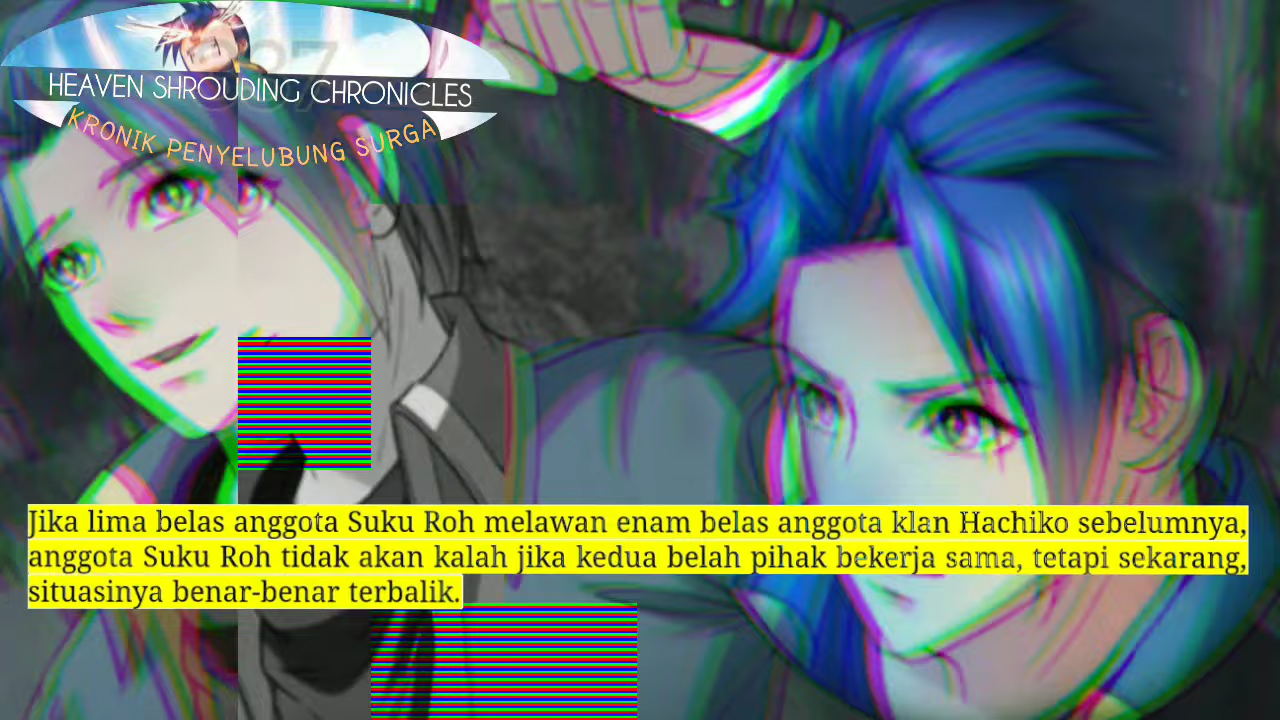 HEAVEN SHROUDING CHRONICLES
KRONIK PENYELUBUNG SURGA
Jika lima belas anggota Suku Roh melawan enam belas anggota klan Hachiko sebelumnya,
anggota Suku Roh tidak akan kalah jika kedua belah pihak bekerja sama, tetapi sekarang,
situasinya benar-benar terbalik.